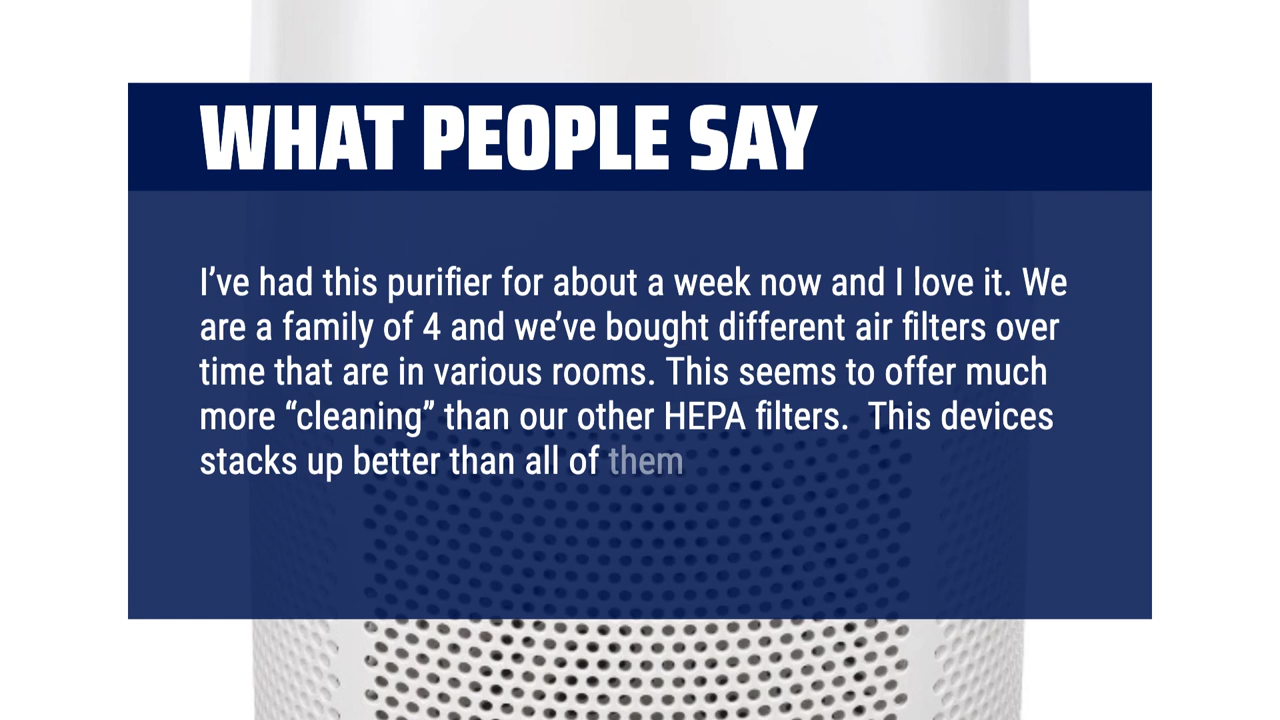 WHAT PEOPLE SAY
I’ve had this purifier for about a week now and I love it. We
are a family of 4 and we’ve bought different air filters over
time that are in various rooms. This seems to offer much
more “cleaning” than our other HEPA filters.  This devices
stacks up better than all of them